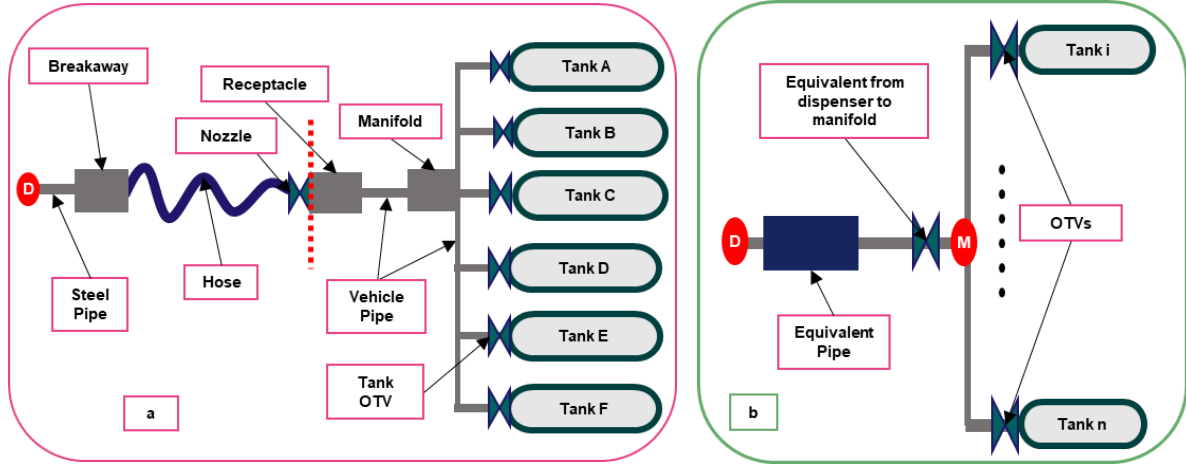 Breakaway
Receptacle
Nozzle
Manifold
D
Steel
Pipe
Hose
Vehicle
Pipe
Tank
OTV
Tank A
Tank B
Tank C
Tank D
Tank E
Tank F
a
Equivalent from
dispenser to
manifold
D
M
Equivalent
Pipe
OTVs
Tank i
Tank n
b